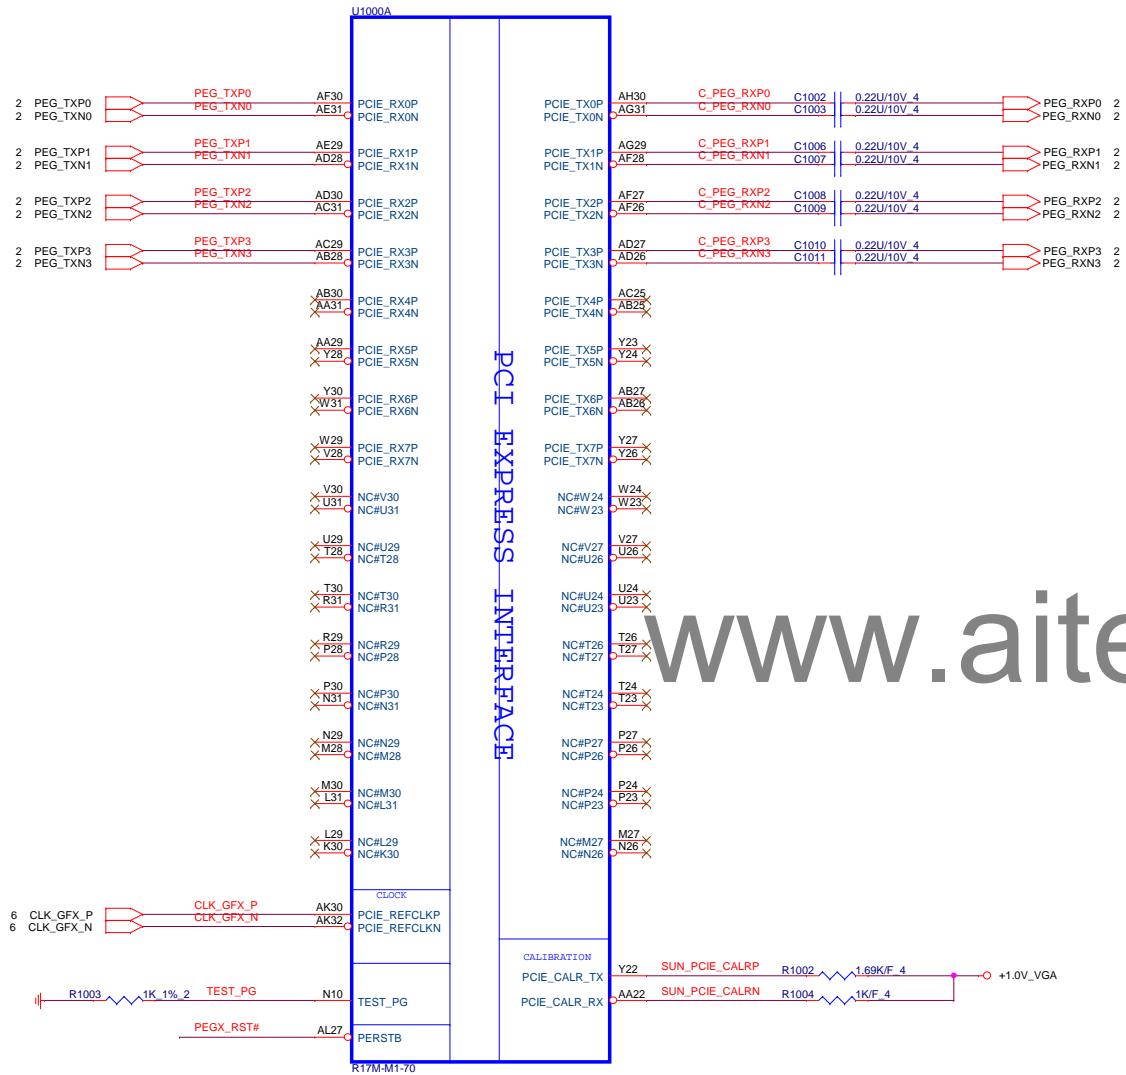 U1000A
2 PEG_TXP0 PEG_TXP0 AF30 PCIE_RX0P PCIE_TX0P AH30 C_PEG_RXP0 C1002 0.22U/10V_4 PEG_RXP0 2
2 PEG_TXN0 PEG_TXN0 AE31 PCIE_RX0N PCIE_TX0N AG31 C_PEG_RXN0 C1003 0.22U/10V_4 PEG_RXN0 2
2 PEG_TXP1 PEG_TXP1 AE29 PCIE_RX1P PCIE_TX1P AG29 C_PEG_RXP1 C1006 0.22U/10V_4 PEG_RXP1 2
2 PEG_TXN1 PEG_TXN1 AD28 PCIE_RX1N PCIE_TX1N AF28 C_PEG_RXN1 C1007 0.22U/10V_4 PEG_RXN1 2
2 PEG_TXP2 PEG_TXP2 AD30 PCIE_RX2P PCIE_TX2P AF27 C_PEG_RXP2 C1008 0.22U/10V_4 PEG_RXP2 2
2 PEG_TXN2 PEG_TXN2 AC31 PCIE_RX2N PCIE_TX2N AF26 C_PEG_RXN2 C1009 0.22U/10V_4 PEG_RXN2 2
2 PEG_TXP3 PEG_TXP3 AC29 PCIE_RX3P PCIE_TX3P AD27 C_PEG_RXP3 C1010 0.22U/10V_4 PEG_RXP3 2
2 PEG_TXN3 PEG_TXN3 AB28 PCIE_RX3N PCIE_TX3N AD26 C_PEG_RXN3 C1011 0.22U/10V_4 PEG_RXN3 2
AB30 PCIE_RX4P PCIE_TX4P AC25
AA31 PCIE_RX4N PCIE_TX4N AB25
AA29 PCIE_RX5P PCIE_TX5P Y23
Y28 PCIE_RX5N PCIE_TX5N Y24
Y30 PCIE_RX6P PCIE_TX6P AB27
W31 PCIE_RX6N PCIE_TX6N AB26
W29 PCIE_RX7P PCIE_TX7P Y27
V28 PCIE_RX7N PCIE_TX7N Y26
V30 NC#V30 NC#W24 W24
U31 NC#U31 NC#W23 W23
U29 NC#U29 NC#V27 V27
T28 NC#T28 NC#U26 U26
T30 NC#T30 NC#U24 U24
R31 NC#R31 NC#U23 U23
R29 NC#R29 NC#T26 T26
P28 NC#P28 NC#T27 T27
P30 NC#P30 NC#T24 T24
N31 NC#N31 NC#T23 T23
N29 NC#N29 NC#P27 P27
M28 NC#M28 NC#P26 P26
M30 NC#M30 NC#P24 P24
L31 NC#L31 NC#P23 P23
L29 NC#L29 NC#M27 M27
K30 NC#K30 NC#N26 N26
PCI EXPRESS INTERFACE
www.aite
CLOCK
6 CLK_GFX_P CLK_GFX_P AK30 PCIE_REFCLKP
6 CLK_GFX_N CLK_GFX_N AK32 PCIE_REFCLKN
CALIBRATION
PCIE_CALR_TX Y22 SUN_PCIE_CALRP R1002 1.69K/F_4 +1.0V_VGA
R1003 1K_1%_2 TEST_PG N10 TEST_PG PCIE_CALR_RX AA22 SUN_PCIE_CALRN R1004 1K/F_4
PEGX_RST# AL27 PERSTB
R17M-M1-70